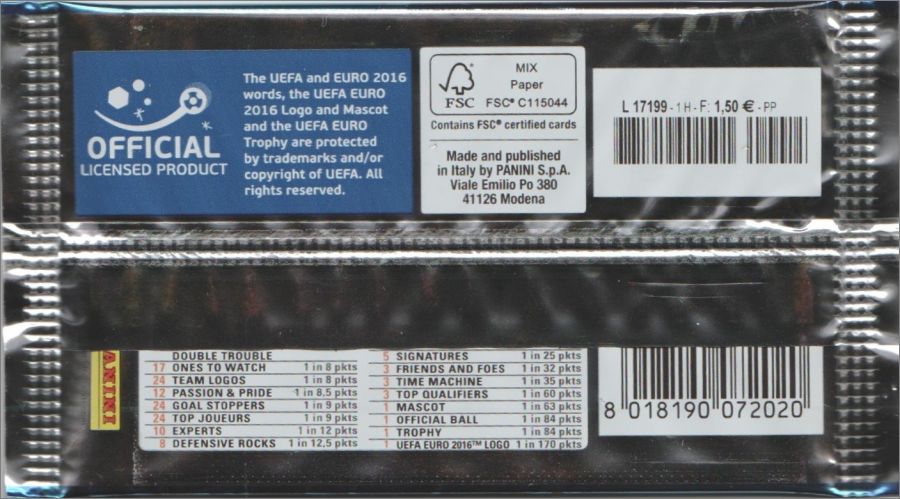 OFFICIAL
LICENSED PRODUCT
The UEFA and EURO 2016
words, the UEFA EURO
2016 Logo and Mascot
and the UEFA EURO
Trophy are protected
by trademarks and/or
copyright of UEFA. All
rights reserved.
FSC
MIX
Paper
FSC® C115044
Contains FSC® certified cards
Made and published
in Italy by PANINI S.p.A.
Viale Emilio Po 380
41126 Modena
L 17199 - 1 H - F: 1,50 € - PP
ANINI
DOUBLE TROUBLE
17 ONES TO WATCH 1 in 8 pkts
24 TEAM LOGOS 1 in 8 pkts
12 PASSION & PRIDE 1 in 8,5 pkts
24 GOAL STOPPERS 1 in 9 pkts
24 TOP JOUEURS 1 in 9 pkts
10 EXPERTS 1 in 12 pkts
8 DEFENSIVE ROCKS 1 in 12,5 pkts
5 SIGNATURES 1 in 25 pkts
3 FRIENDS AND FOES 1 in 32 pkts
3 TIME MACHINE 1 in 35 pkts
3 TOP QUALIFIERS 1 in 60 pkts
1 MASCOT 1 in 63 pkts
1 OFFICIAL BALL 1 in 84 pkts
1 TROPHY 1 in 84 pkts
1 UEFA EURO 2016™ LOGO 1 in 170 pkts
8 018190 072020